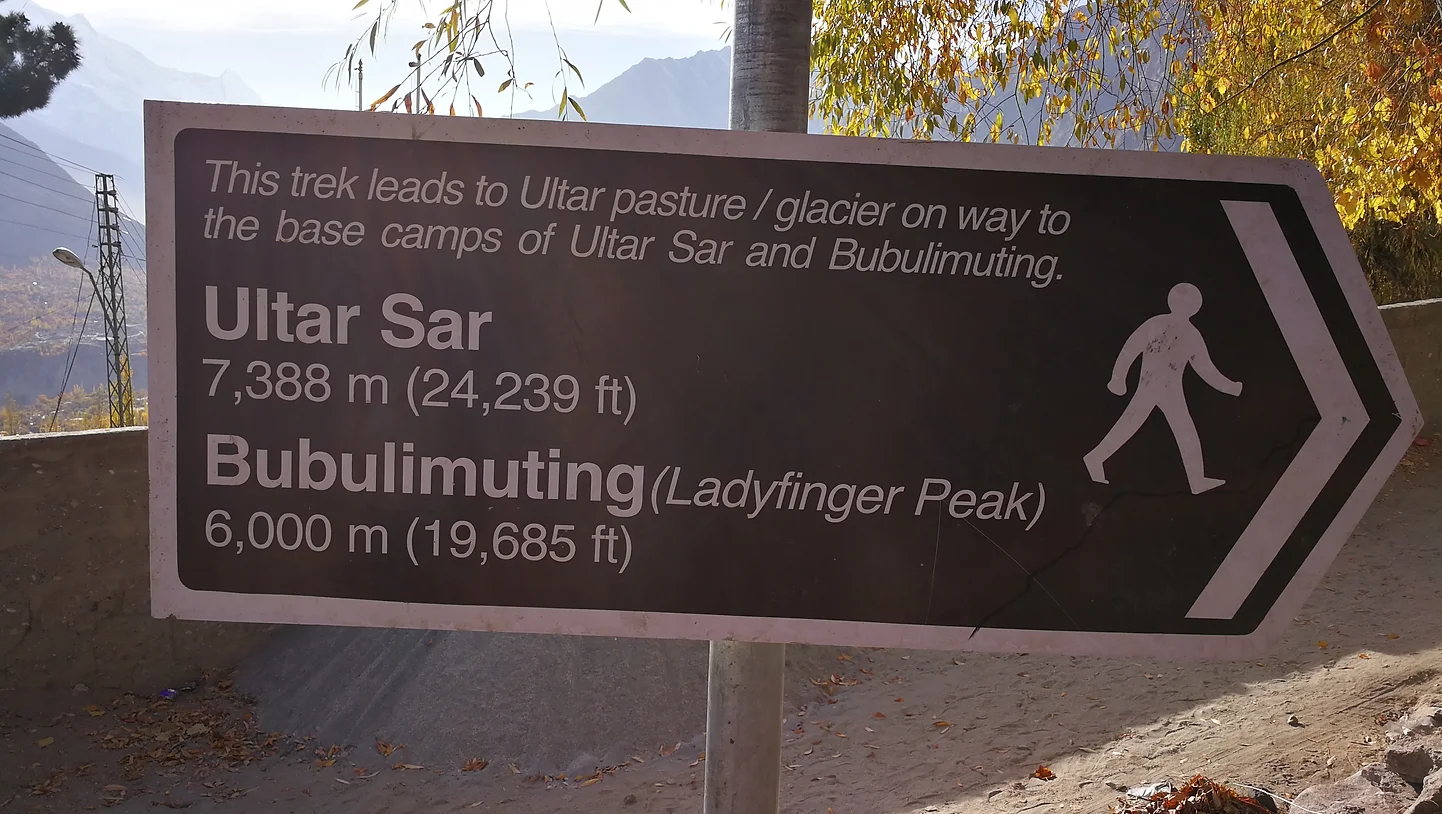 This trek leads to Ultar pasture / glacier on way to
the base camps of Ultar Sar and Bubulimuting.
Ultar Sar
7,388 m (24,239 ft)
Bubulimuting (Ladyfinger Peak)
6,000 m (19,685 ft)